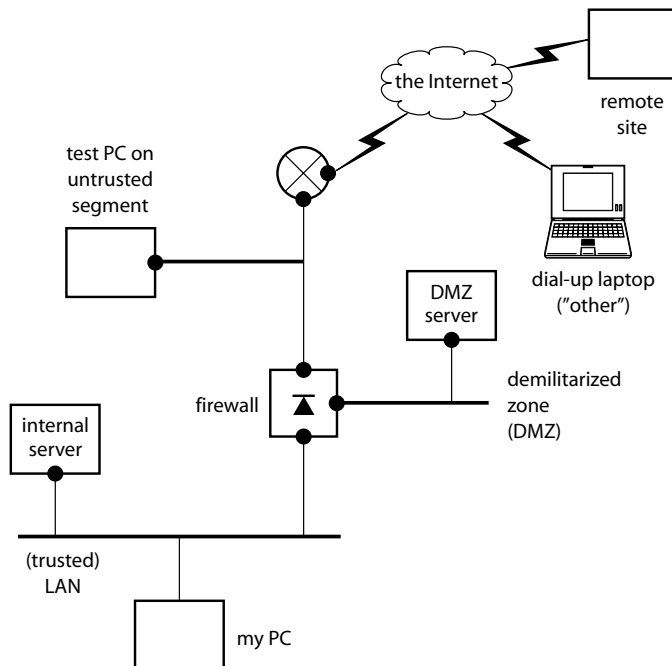 the Internet
remote
site
test PC on
untrusted
segment
dial-up laptop
(”other”)
DMZ
server
firewall
demilitarized
zone
(DMZ)
internal
server
(trusted)
LAN
my PC